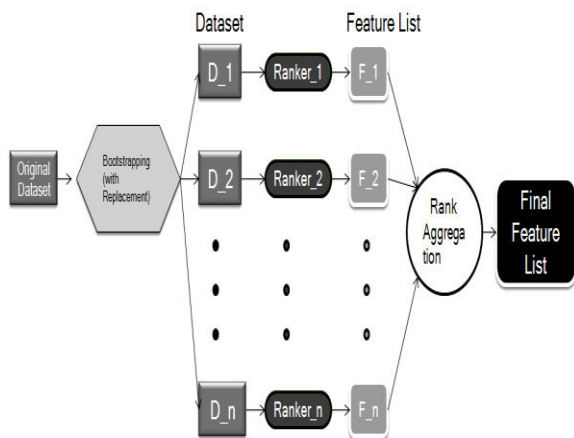 Dataset
Feature List
D_1
Ranker_1
F_1
Original
Dataset
Bootstrapping
(with
Replacement)
D_2
Ranker_2
F_2
Rank
Aggrega
tion
Final
Feature
List
D_n
Ranker_n
F_n